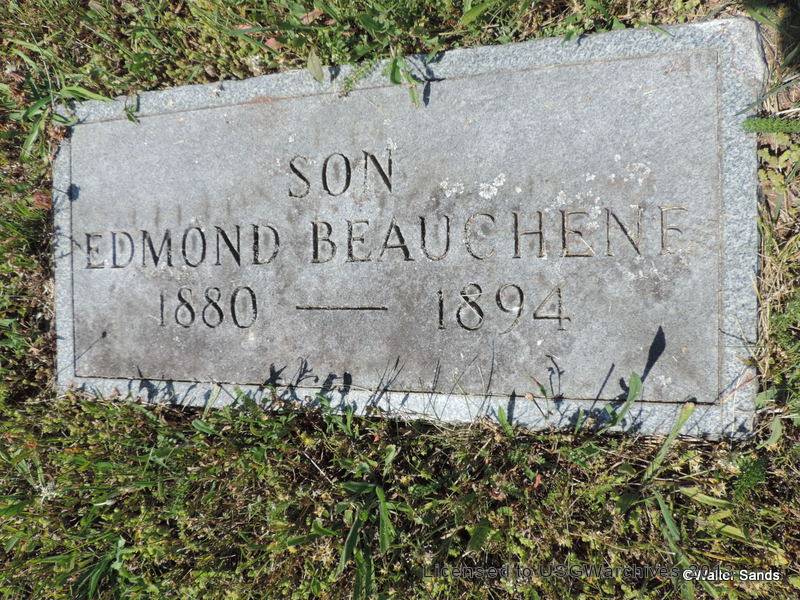 SON
EDMOND BEAUCHENE
1880 — 1894
Licensed to USGWarchives
©Walter Sands